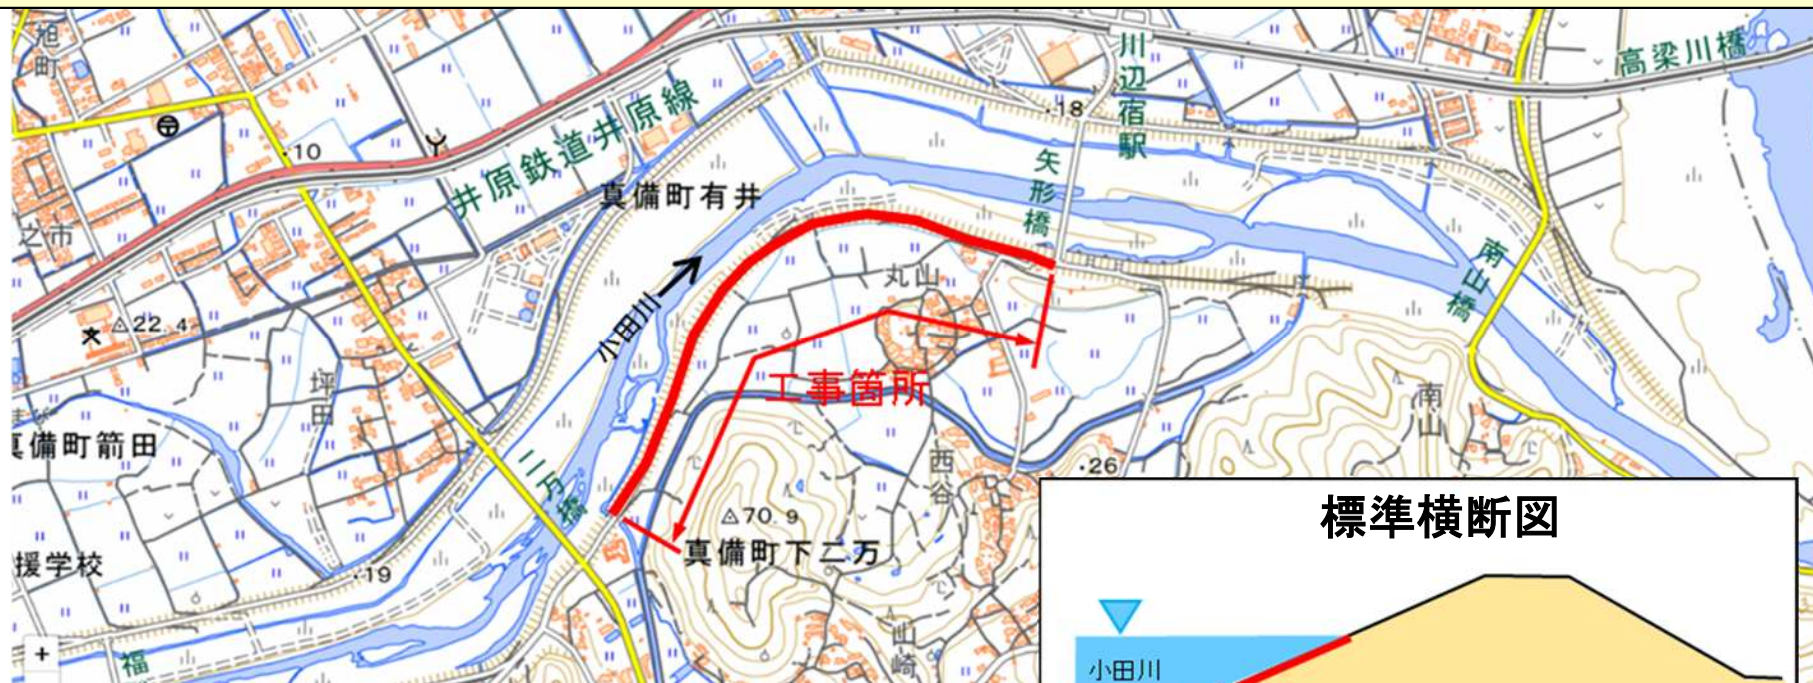 旭町
川辺宿駅
高梁川橋
18
10
井原鉄道井原線
矢形橋
真備町有井
之市
南山橋
丸山
小田川
22.4
工事箇所
坪田
南山
真備町箭田
二万橋
西谷
26
70.9
標準横断図
真備町下二万
援学校
19
山崎
福
+
小田川